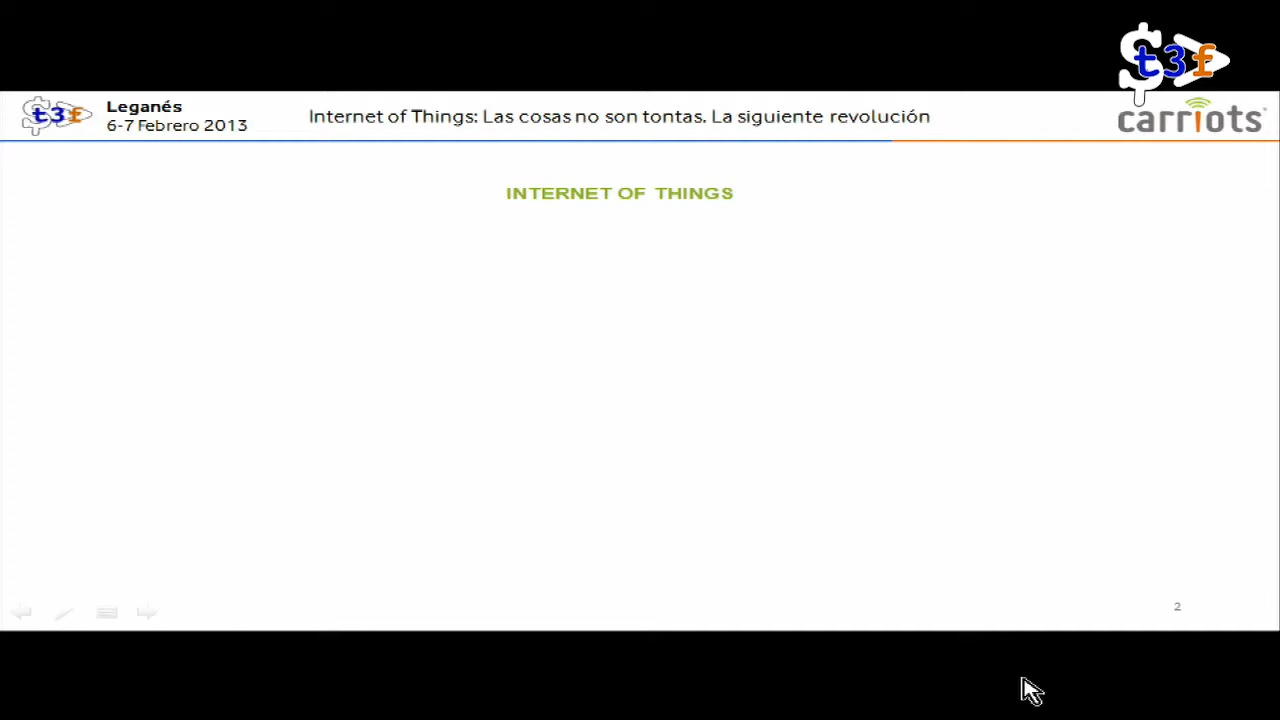 t3f
t3f
Leganés
6-7 Febrero 2013
Internet of Things: Las cosas no son tontas. La siguiente revolución
carriots
INTERNET OF THINGS
2